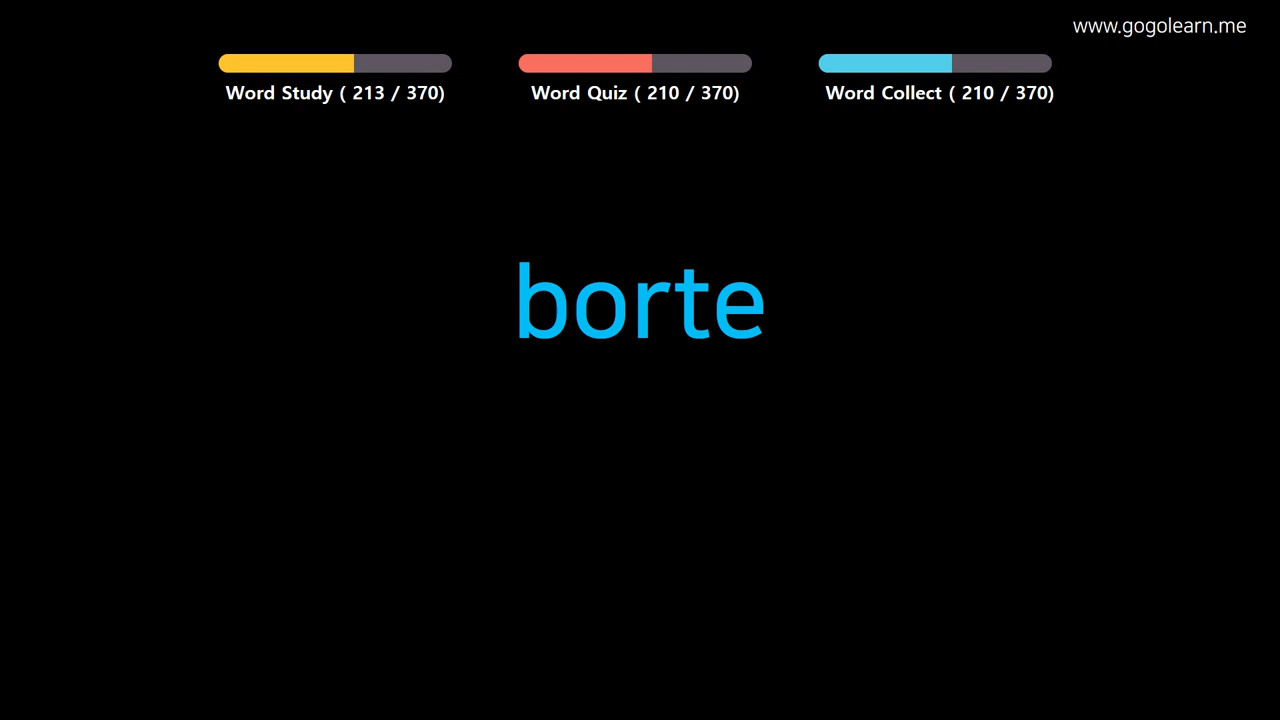 www.gogolearn.me
Word Study ( 213 / 370)
Word Quiz ( 210 / 370)
Word Collect ( 210 / 370)
borte